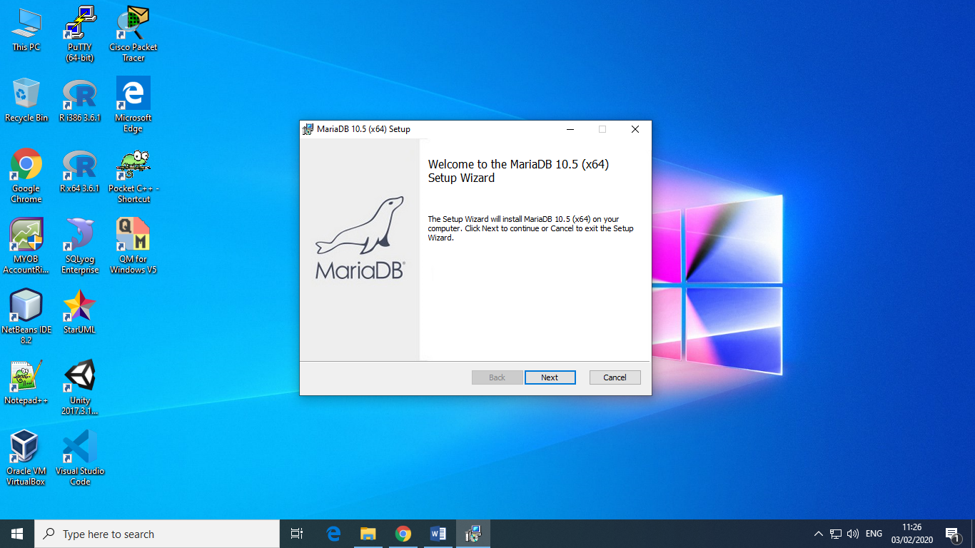 This PC
PuTTY
(64-bit)
Cisco Packet
Tracer
Recycle Bin
R i386 3.6.1
Microsoft
Edge
Google
Chrome
R x64 3.6.1
Pocket C++ -
Shortcut
MYOB
AccountRi...
SQLyog
Enterprise
QM for
Windows V5
NetBeans IDE
8.2
StarUML
Notepad++
Unity
2017.3.1...
Oracle VM
VirtualBox
Visual Studio
Code
MariaDB 10.5 (x64) Setup
Welcome to the MariaDB 10.5 (x64)
Setup Wizard
The Setup Wizard will install MariaDB 10.5 (x64) on your
computer. Click Next to continue or Cancel to exit the Setup
Wizard.
MariaDB
Back
Next
Cancel
Type here to search
ENG
11:26
03/02/2020
1